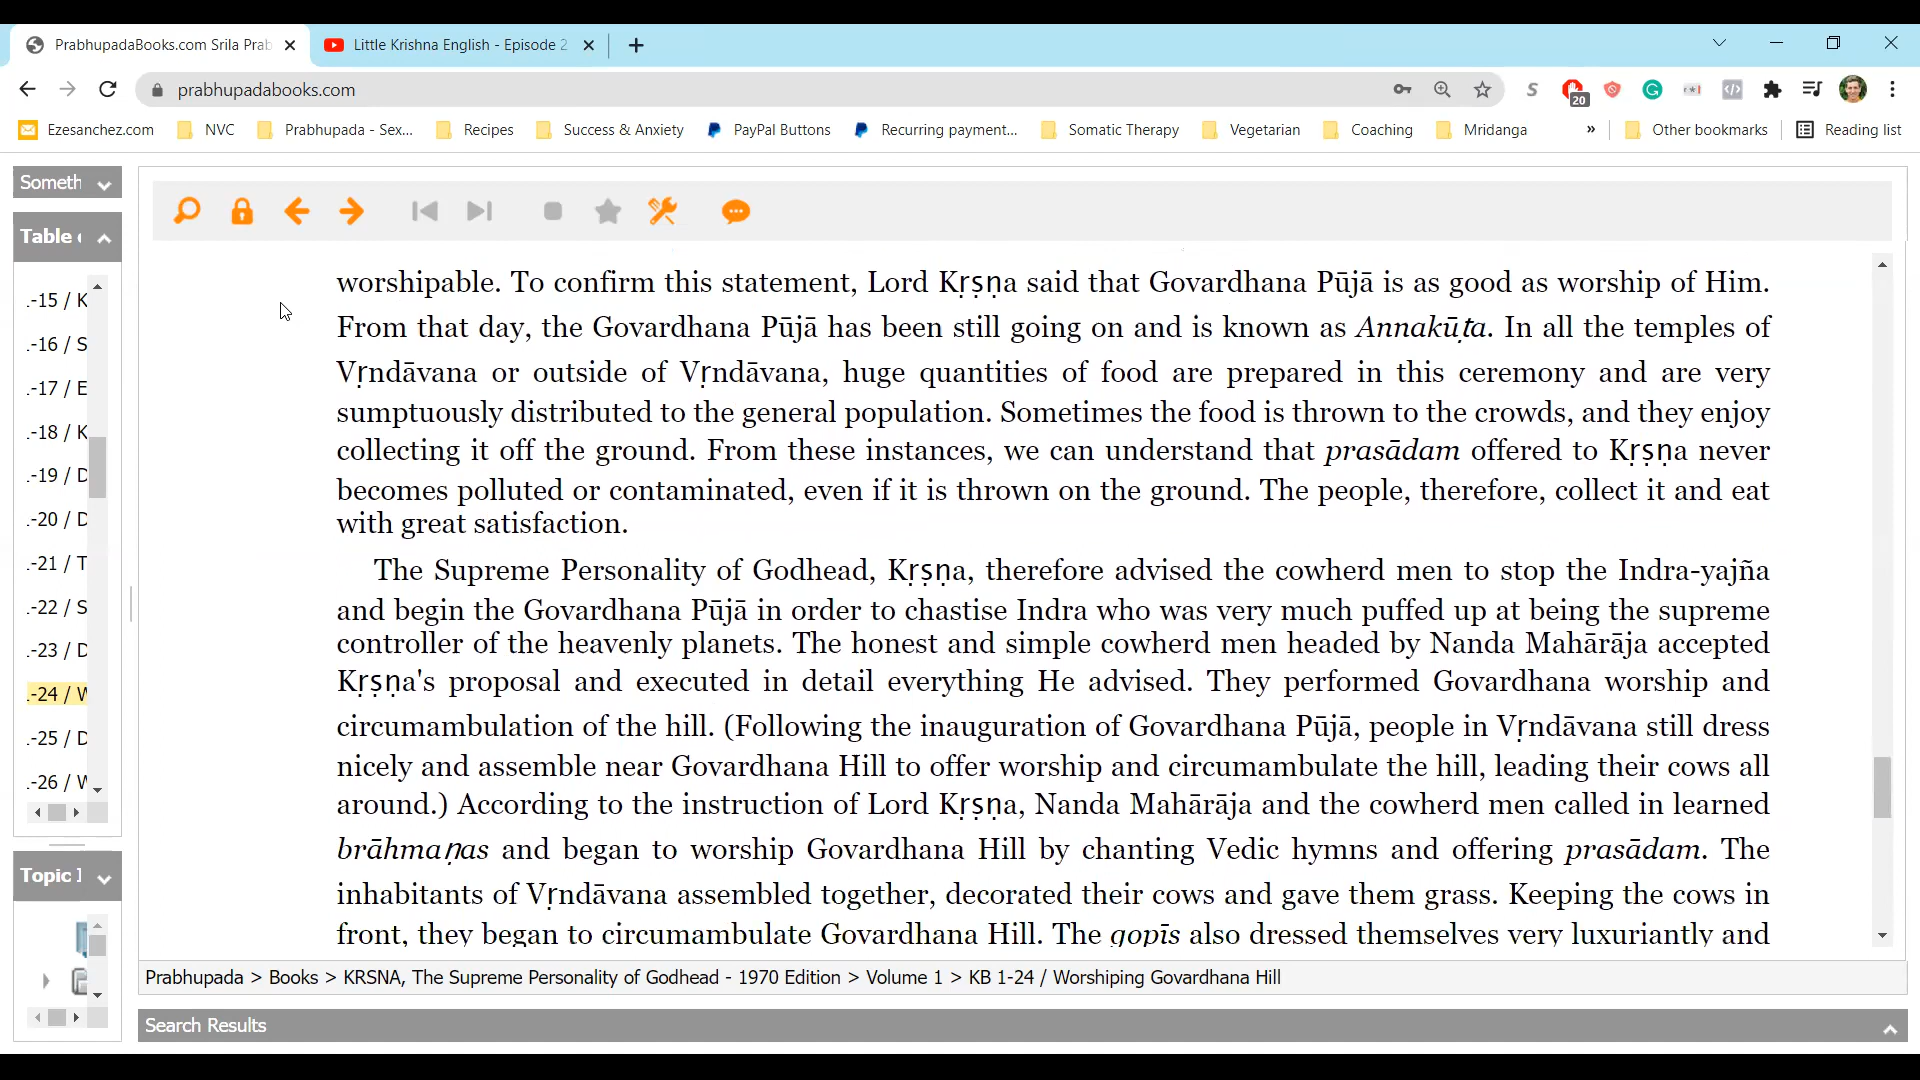 PrabhupadaBooks.com Srila Prab
Little Krishna English - Episode 2
prabhupadabooks.com
20
Ezesanchez.com
NVC
Prabhupada - Sex...
Recipes
Success & Anxiety
PayPal Buttons
Recurring payment...
Somatic Therapy
Vegetarian
Coaching
Mridanga
»
Other bookmarks
Reading list
Someth
Table
.-15 / K
.-16 / S
.-17 / E
.-18 / K
.-19 / D
.-20 / D
.-21 / T
.-22 / S
.-23 / D
.-24 / W
.-25 / D
.-26 / W
Topic I
worshipable. To confirm this statement, Lord Kṛṣṇa said that Govardhana Pūjā is as good as worship of Him.
From that day, the Govardhana Pūjā has been still going on and is known as Annakūṭa. In all the temples of
Vṛndāvana or outside of Vṛndāvana, huge quantities of food are prepared in this ceremony and are very
sumptuously distributed to the general population. Sometimes the food is thrown to the crowds, and they enjoy
collecting it off the ground. From these instances, we can understand that prasādam offered to Kṛṣṇa never
becomes polluted or contaminated, even if it is thrown on the ground. The people, therefore, collect it and eat
with great satisfaction.
The Supreme Personality of Godhead, Kṛṣṇa, therefore advised the cowherd men to stop the Indra-yajña
and begin the Govardhana Pūjā in order to chastise Indra who was very much puffed up at being the supreme
controller of the heavenly planets. The honest and simple cowherd men headed by Nanda Mahārāja accepted
Kṛṣṇa's proposal and executed in detail everything He advised. They performed Govardhana worship and
circumambulation of the hill. (Following the inauguration of Govardhana Pūjā, people in Vṛndāvana still dress
nicely and assemble near Govardhana Hill to offer worship and circumambulate the hill, leading their cows all
around.) According to the instruction of Lord Kṛṣṇa, Nanda Mahārāja and the cowherd men called in learned
brāhmaṇas and began to worship Govardhana Hill by chanting Vedic hymns and offering prasādam. The
inhabitants of Vṛndāvana assembled together, decorated their cows and gave them grass. Keeping the cows in
front, they began to circumambulate Govardhana Hill. The gopīs also dressed themselves very luxuriantly and
Prabhupada > Books > KRSNA, The Supreme Personality of Godhead - 1970 Edition > Volume 1 > KB 1-24 / Worshiping Govardhana Hill
Search Results